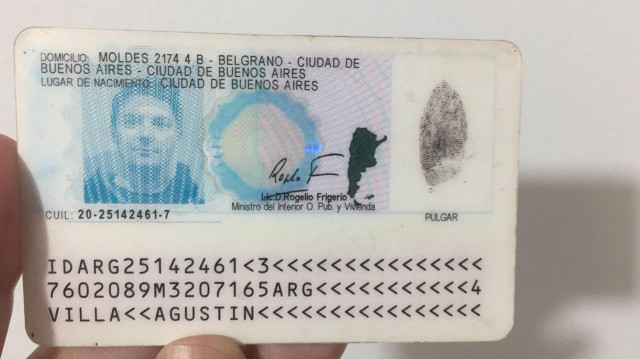 DOMICILIO: MOLDES 2174 4 B - BELGRANO - CIUDAD DE
BUENOS AIRES - CIUDAD DE BUENOS AIRES
LUGAR DE NACIMIENTO: CIUDAD DE BUENOS AIRES
Lic.D.Rogelio Frigerio
Ministro del Interior O. Pub. y Vivienda
CUIL: 20-25142461-7
PULGAR
IDARG25142461<3<<<<<<<<<<<<<<<
7602089M3207165ARG<<<<<<<<<<<4
VILLA<<AGUSTIN<<<<<<<<<<<<<<<<